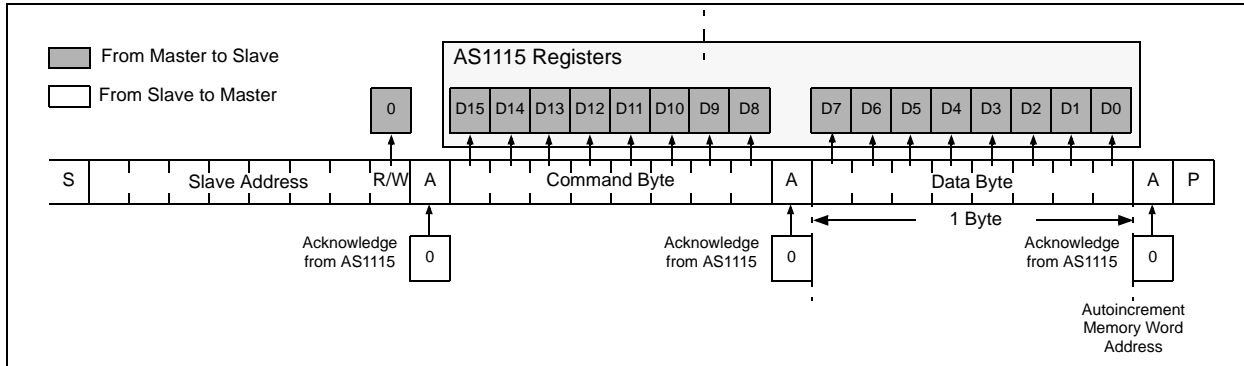 From Master to Slave
From Slave to Master
AS1115 Registers
0 D15 D14 D13 D12 D11 D10 D9 D8 D7 D6 D5 D4 D3 D2 D1 D0
S Slave Address R/W A Command Byte A Data Byte A P
1 Byte
Acknowledge
from AS1115
0
Acknowledge
from AS1115
0
Acknowledge
from AS1115
0
Autoincrement
Memory Word
Address